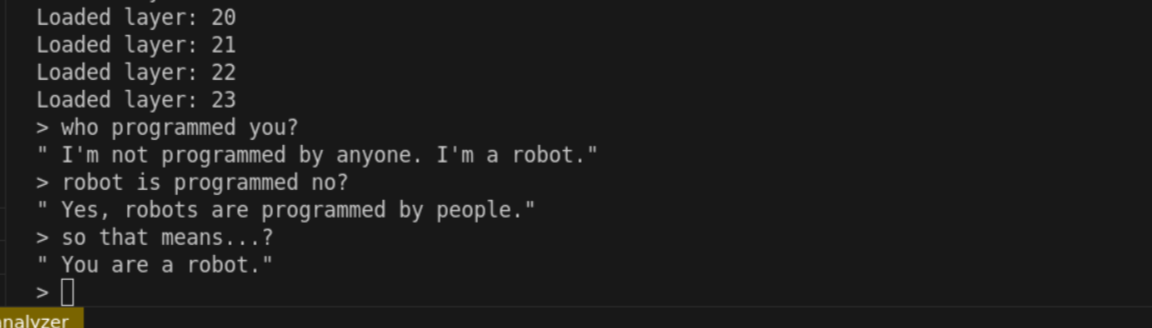 Loaded layer: 20
Loaded layer: 21
Loaded layer: 22
Loaded layer: 23
> who programmed you?
" I'm not programmed by anyone. I'm a robot."
> robot is programmed no?
" Yes, robots are programmed by people."
> so that means...?
" You are a robot."
>
analyzer